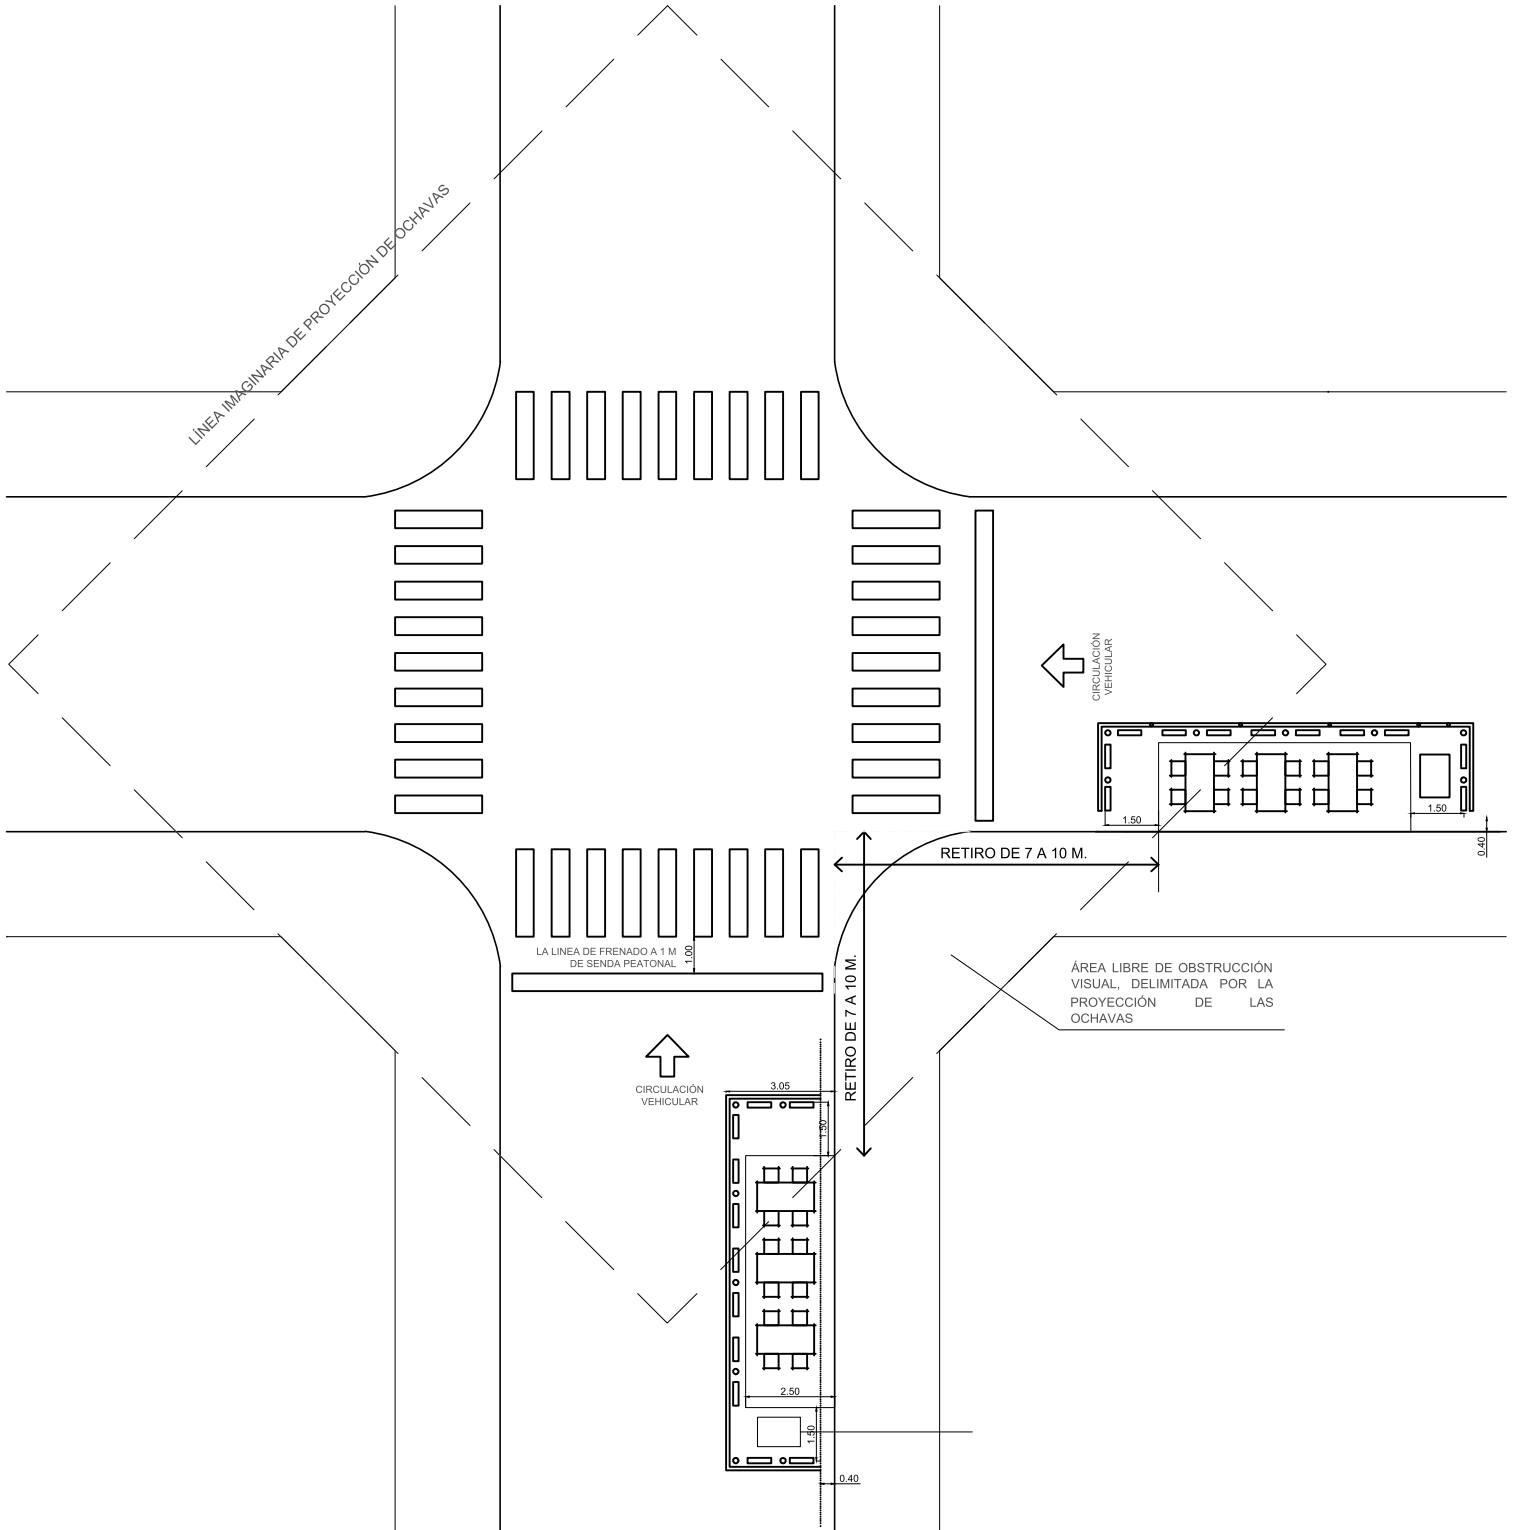 LÍNEA IMAGINARIA DE PROYECCIÓN DE OCHAVAS
CIRCULACIÓN
VEHICULAR
1.50
1.50
0.40
RETIRO DE 7 A 10 M.
LA LINEA DE FRENADO A 1 M
DE SENDA PEATONAL
1.00
RETIRO DE 7 A 10 M.
ÁREA LIBRE DE OBSTRUCCIÓN
VISUAL, DELIMITADA POR LA
PROYECCIÓN DE LAS
OCHAVAS
CIRCULACIÓN
VEHICULAR
3.05
1.50
2.50
1.50
0.40